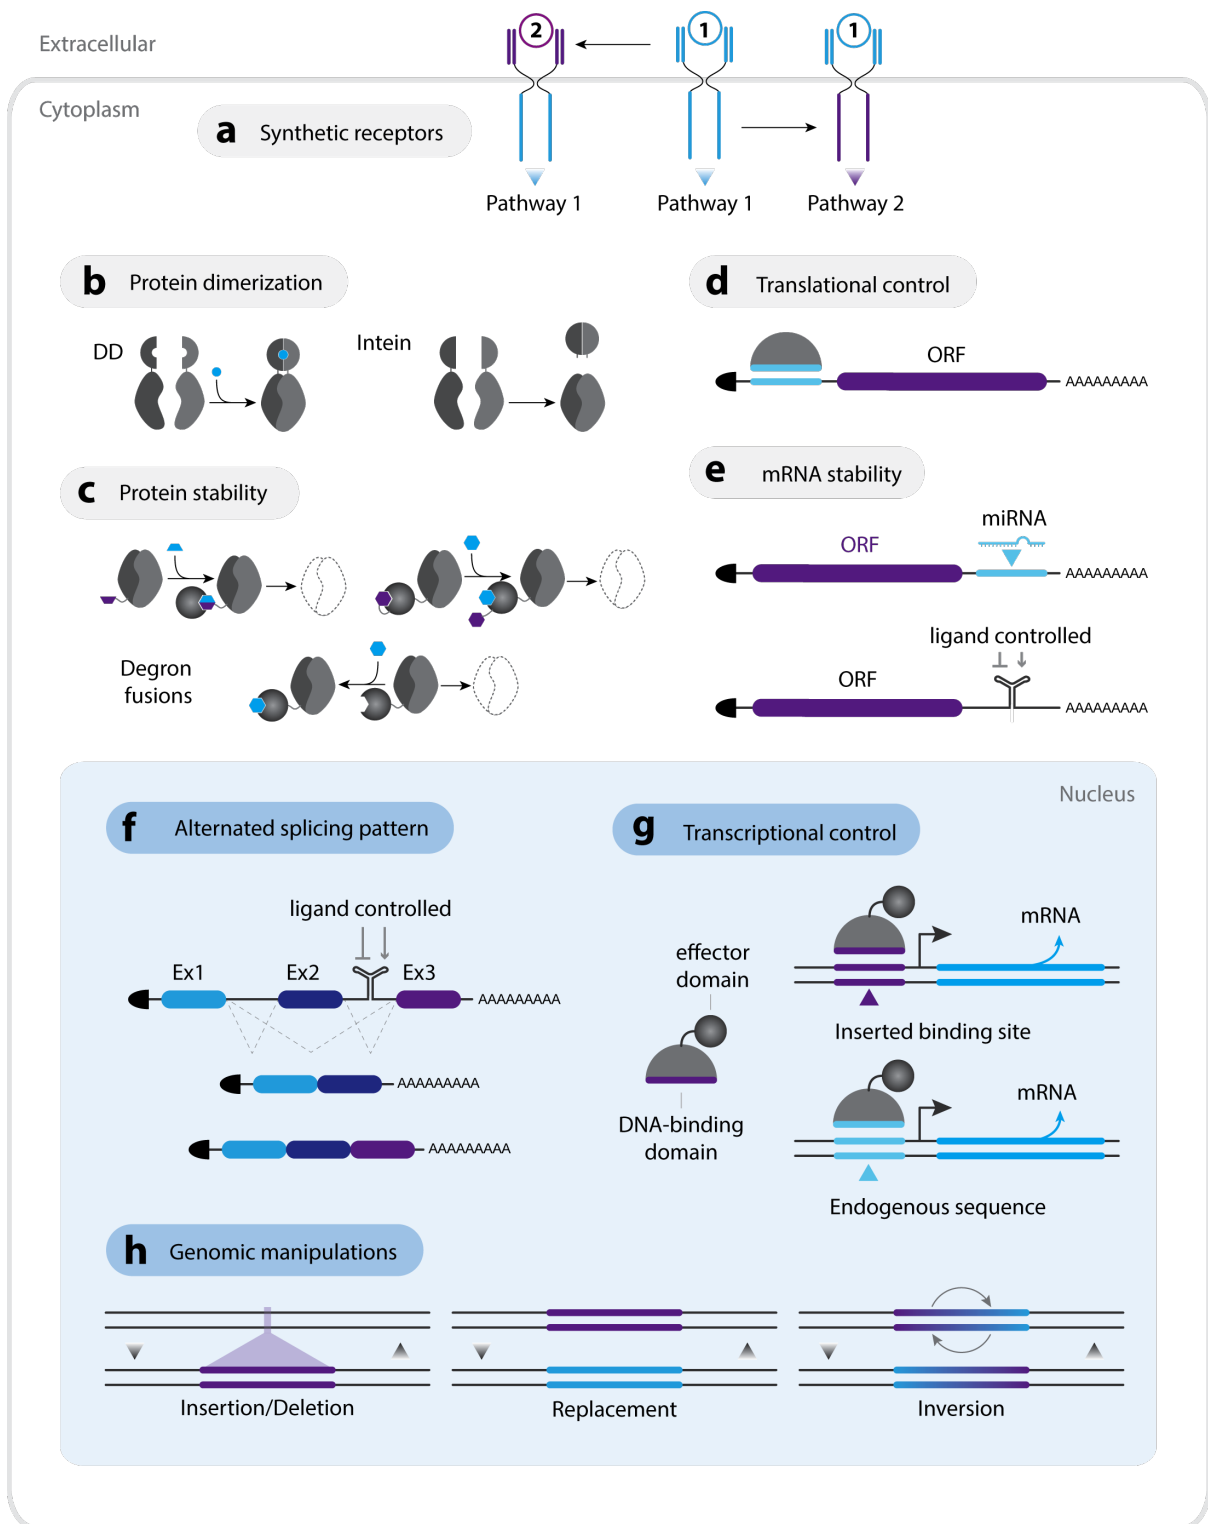 Extracellular
2
1
1
Cytoplasm
a Synthetic receptors
Pathway 1
Pathway 1
Pathway 2
b Protein dimerization
DD
Intein
c Protein stability
Degron
fusions
d Translational control
ORF
AAAAAAAAA
e mRNA stability
miRNA
ORF
AAAAAAAAA
ligand controlled
ORF
AAAAAAAAA
Nucleus
f Alternated splicing pattern
ligand controlled
Ex1
Ex2
Ex3
AAAAAAAAA
AAAAAAAAA
AAAAAAAAA
g Transcriptional control
effector
domain
DNA-binding
domain
mRNA
Inserted binding site
mRNA
Endogenous sequence
h Genomic manipulations
Insertion/Deletion
Replacement
Inversion